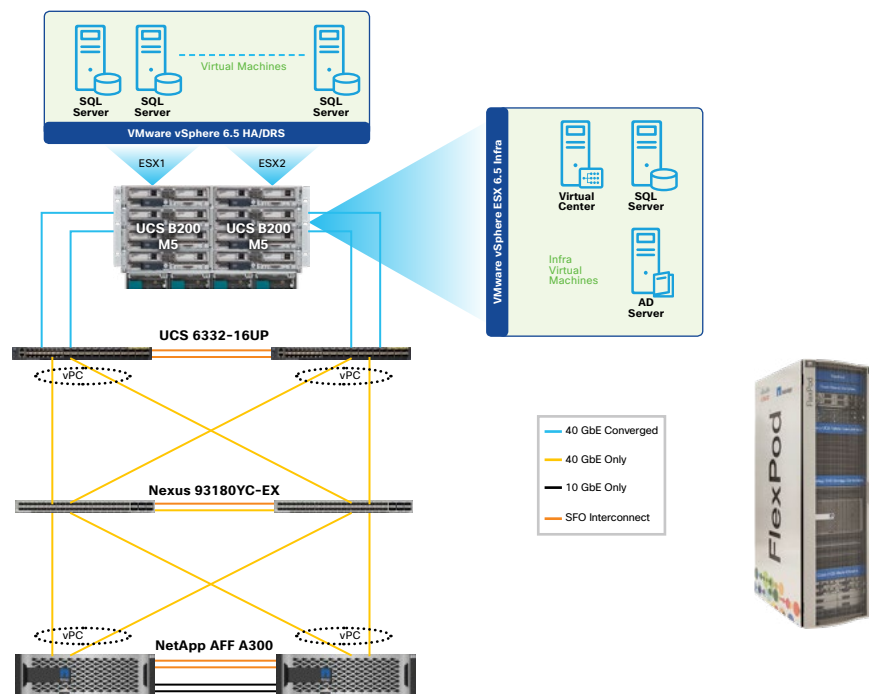 SQL
Server
SQL
Server
Virtual Machines
SQL
Server
VMware vSphere 6.5 HA/DRS
ESX1
ESX2
UCS B200
M5
UCS B200
M5
VMware vSphere ESX 6.5 Infra
Virtual
Center
SQL
Server
Infra
Virtual
Machines
AD
Server
UCS 6332-16UP
vPC
vPC
Nexus 93180YC-EX
40 GbE Converged
40 GbE Only
10 GbE Only
SFO Interconnect
FlexPod
vPC
vPC
NetApp AFF A300